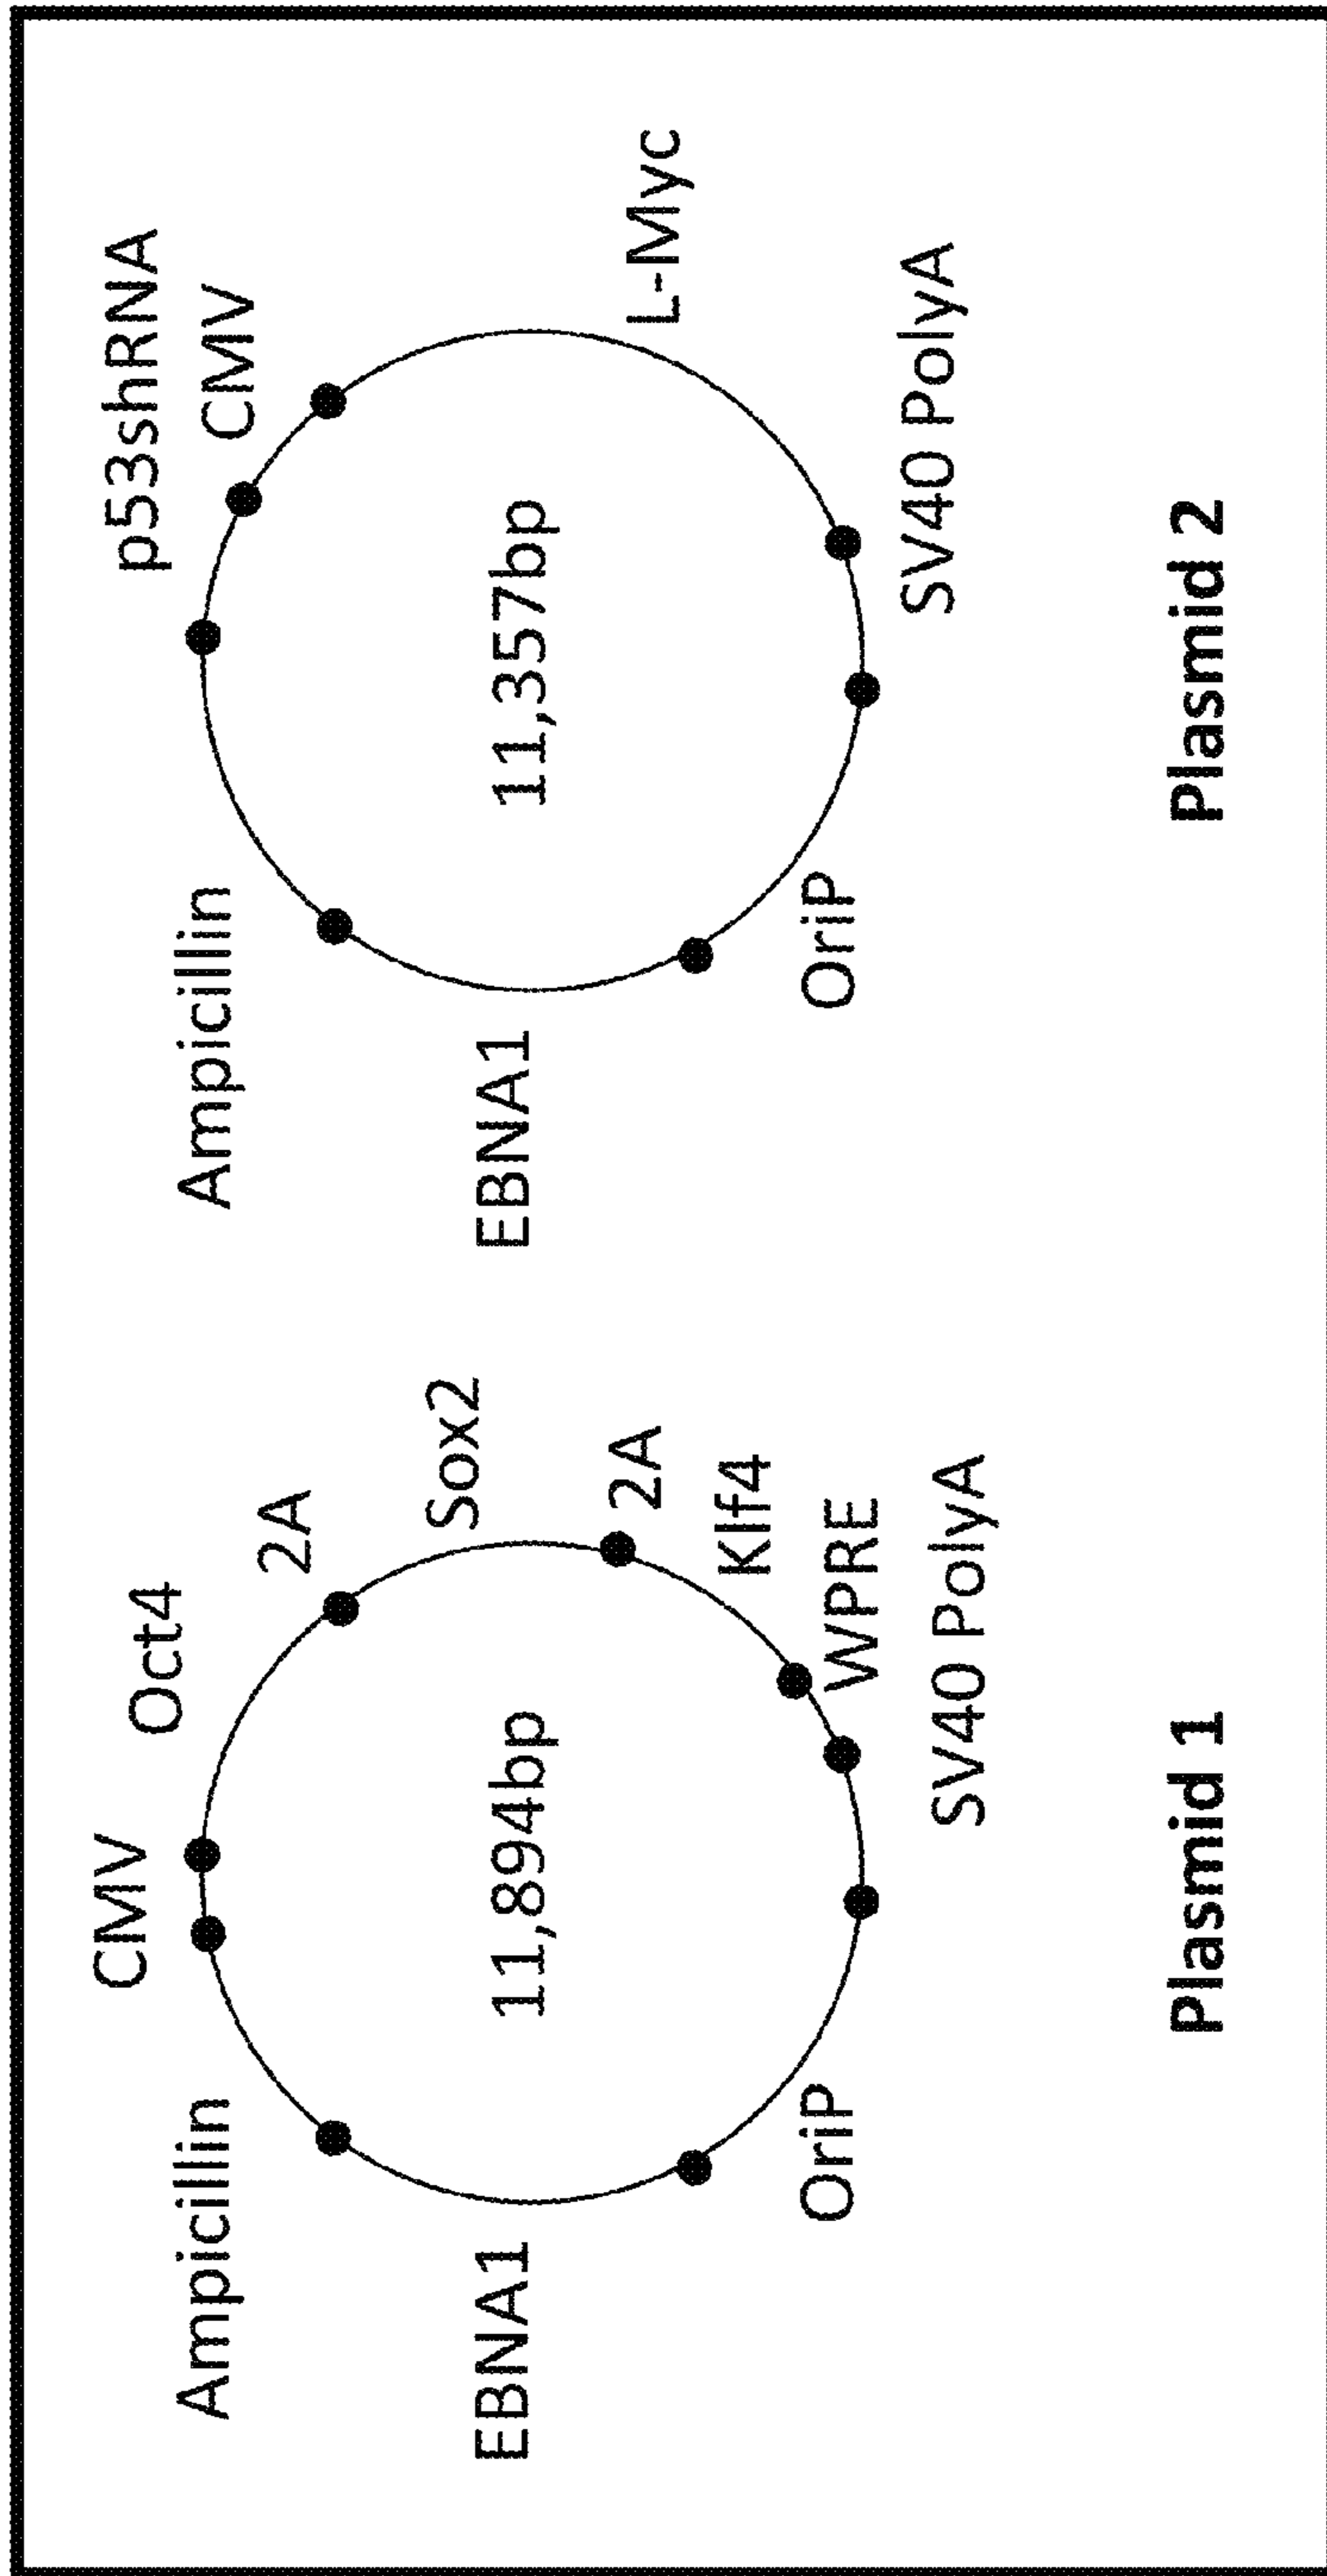 CMV
Oct4
2A
Sox2
2A
Klf4
WPRE
SV40 PolyA
OriP
EBNA1
Ampicillin
11,894bp
Plasmid 1
p53shRNA
CMV
L-Myc
SV40 PolyA
OriP
EBNA1
Ampicillin
11,357bp
Plasmid 2